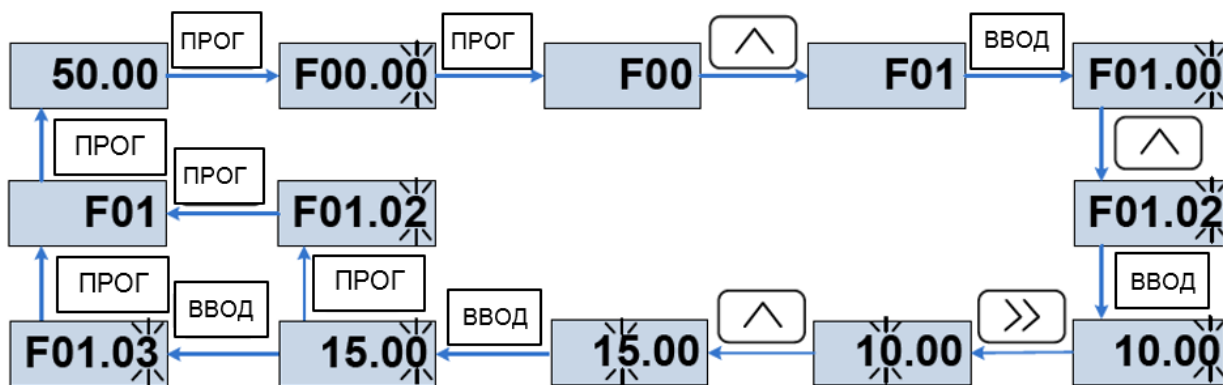 ПРОГ ПРОГ ВВОД
50.00 F00.00 F00 F01 F01.00
ПРОГ ПРОГ
F01 F01.02 F01.02
ПРОГ ВВОД ПРОГ ВВОД ВВОД
F01.03 15.00 15.00 10.00 10.00